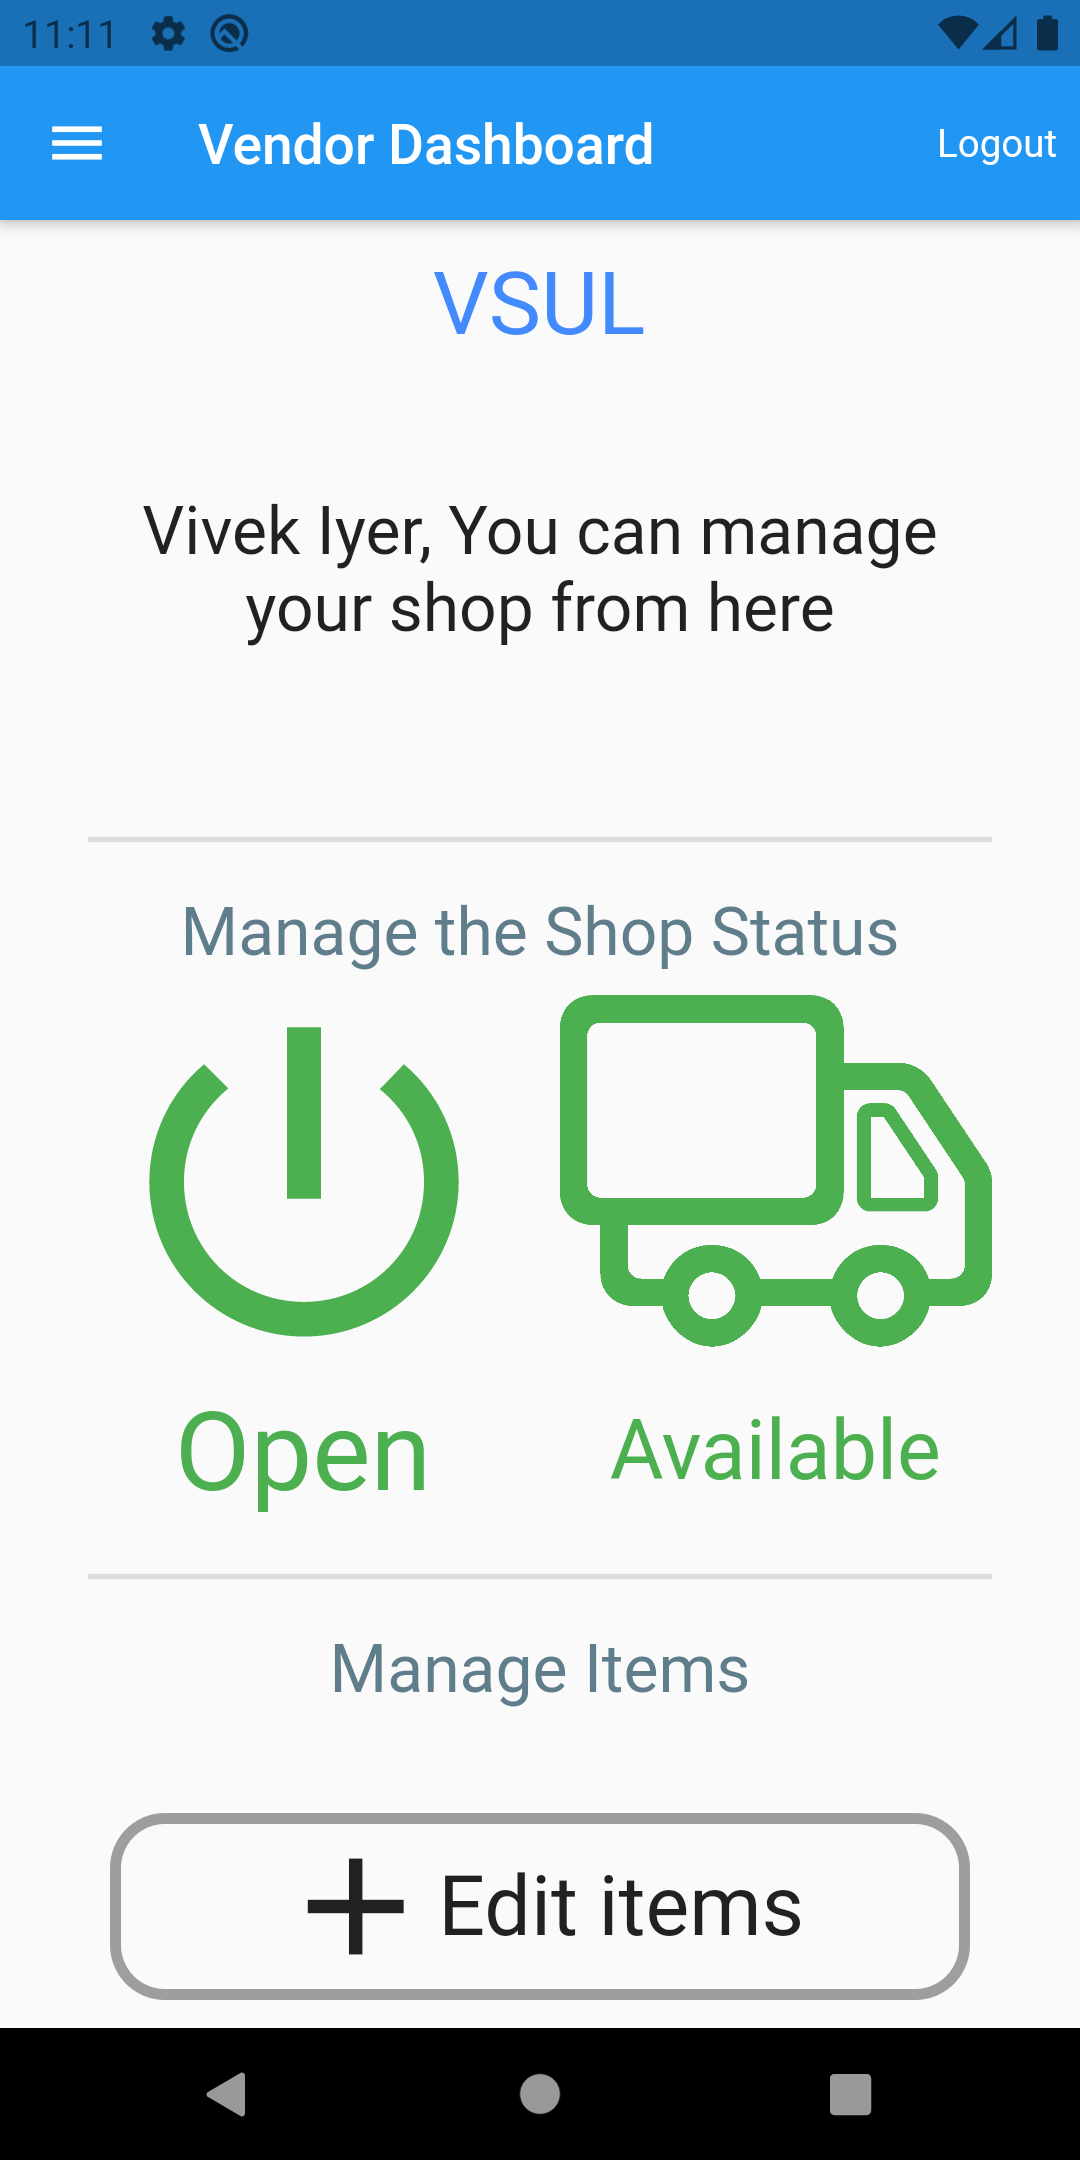 11:11
Vendor Dashboard
Logout
VSUL
Vivek Iyer, You can manage
your shop from here
Manage the Shop Status
Open
Available
Manage Items
Edit items